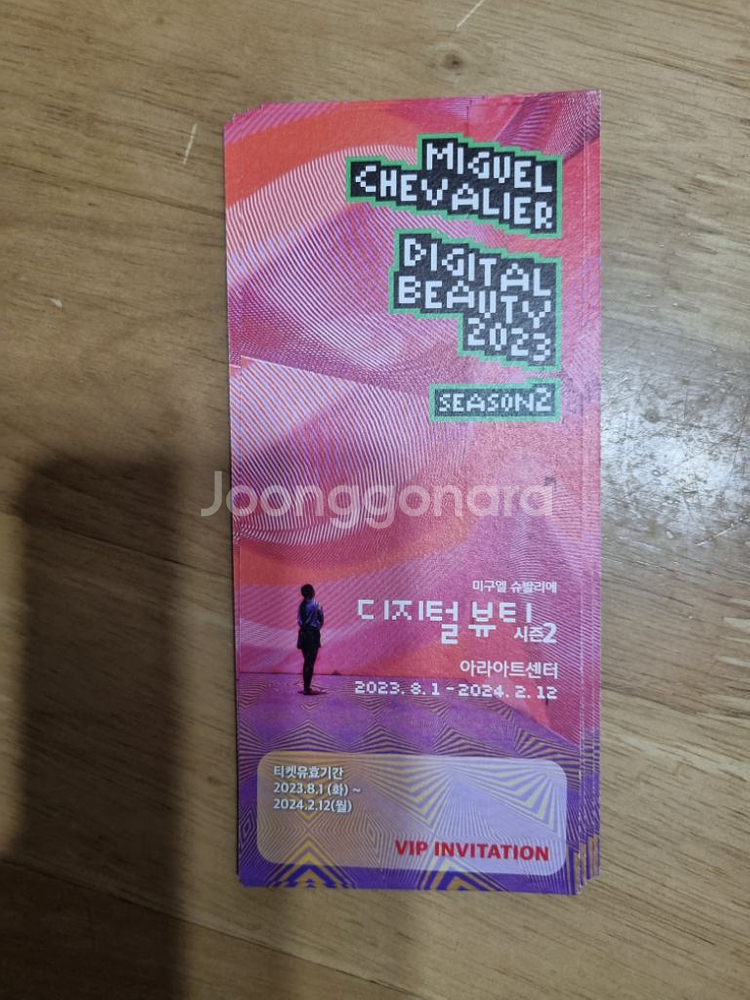 MIGUEL
CHEVALIER
DIGITAL
BEAUTY
2023
SEASON2
Joonggonara
미구엘 슈발리에
디지털 뷰티
시즌2
아라아트센터
2023. 8. 1 - 2024. 2. 12
티켓유효기간
2023.8.1 (화) ~
2024.2.12(월)
VIP INVITATION